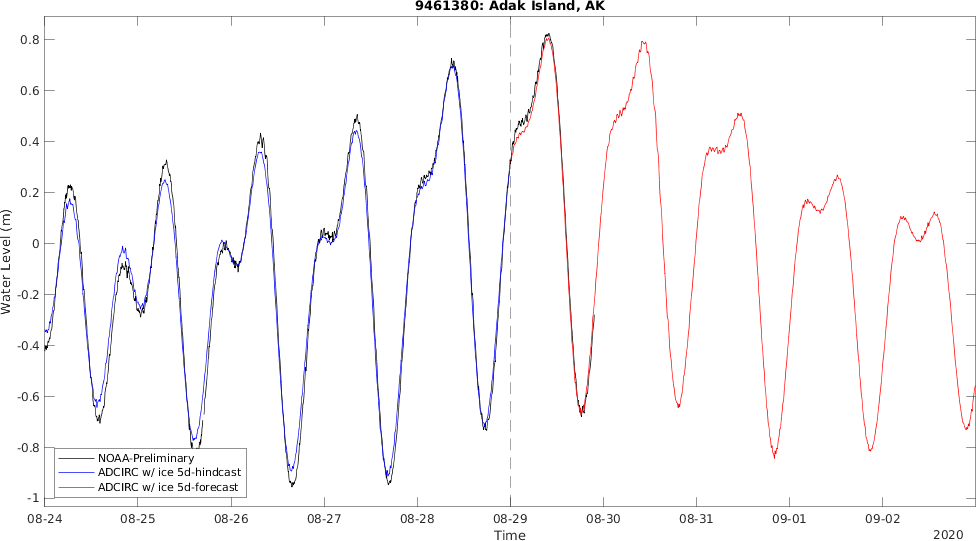 9461380: Adak Island, AK
0.8
0.6
0.4
0.2
0
-0.2
-0.4
-0.6
-0.8
-1
Water Level (m)
NOAA-Preliminary
ADCIRC w/ ice 5d-hindcast
ADCIRC w/ ice 5d-forecast
08-24 08-25 08-26 08-27 08-28 08-29 08-30 08-31 09-01 09-02
Time
2020